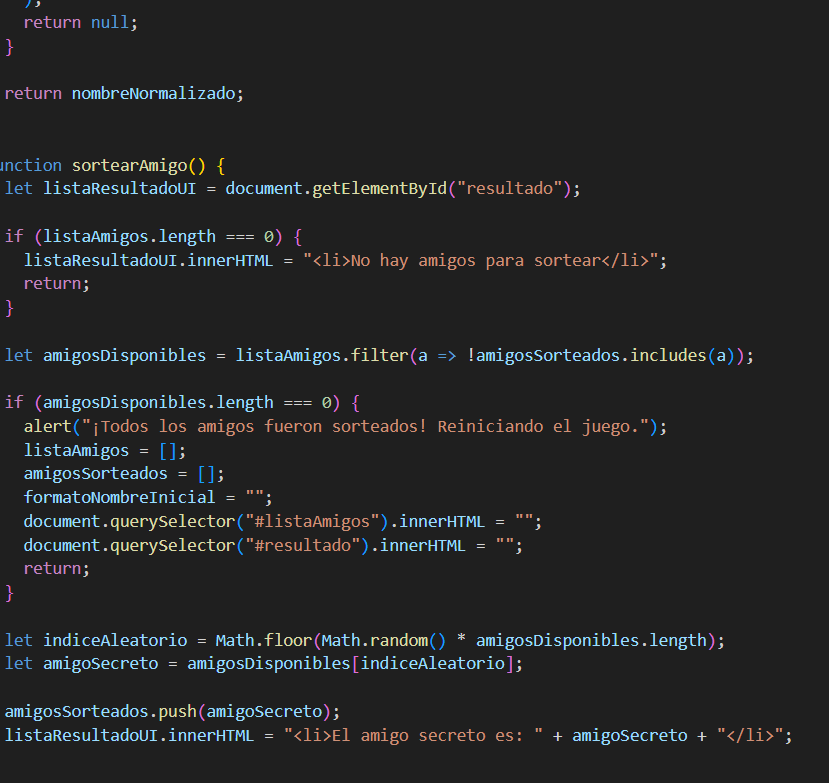 );
return null;
}
return nombreNormalizado;
unction sortearAmigo() {
let listaResultadoUI = document.getElementById("resultado");
if (listaAmigos.length === 0) {
listaResultadoUI.innerHTML = "<li>No hay amigos para sortear</li>";
return;
}
let amigosDisponibles = listaAmigos.filter(a => !amigosSorteados.includes(a));
if (amigosDisponibles.length === 0) {
alert("¡Todos los amigos fueron sorteados! Reiniciando el juego.");
listaAmigos = [];
amigosSorteados = [];
formatoNombreInicial = "";
document.querySelector("#listaAmigos").innerHTML = "";
document.querySelector("#resultado").innerHTML = "";
return;
}
let indiceAleatorio = Math.floor(Math.random() * amigosDisponibles.length);
let amigoSecreto = amigosDisponibles[indiceAleatorio];
amigosSorteados.push(amigoSecreto);
listaResultadoUI.innerHTML = "<li>El amigo secreto es: " + amigoSecreto + "</li>";